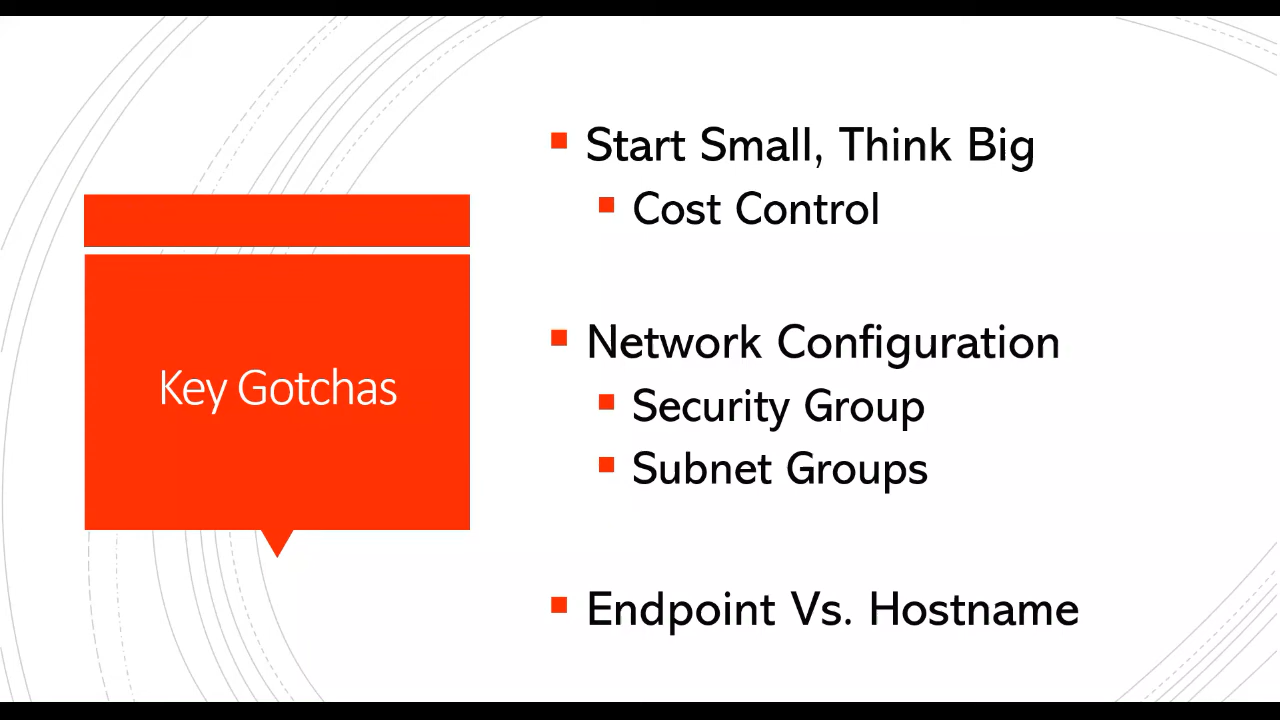 Key Gotchas
Start Small, Think Big
Cost Control
Network Configuration
Security Group
Subnet Groups
Endpoint Vs. Hostname